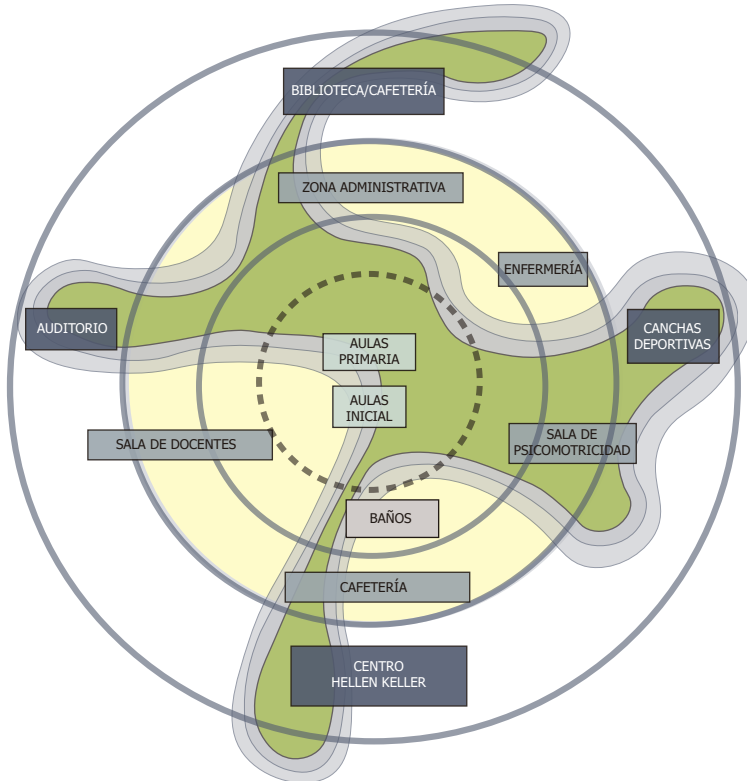 BIBLIOTECA/CAFETERÍA
ZONA ADMINISTRATIVA
ENFERMERÍA
AUDITORIO
CANCHAS
DEPORTIVAS
AULAS
PRIMARIA
AULAS
INICIAL
SALA DE DOCENTES
SALA DE
PSICOMOTRICIDAD
BAÑOS
CAFETERÍA
CENTRO
HELLEN KELLER